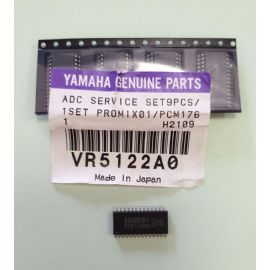 YAMAHA GENUINE PARTS
ADC SERVICE SET9PCS/
1SET PROMIX01/PCM176
1 H2109
VR5122A0
Made In Japan